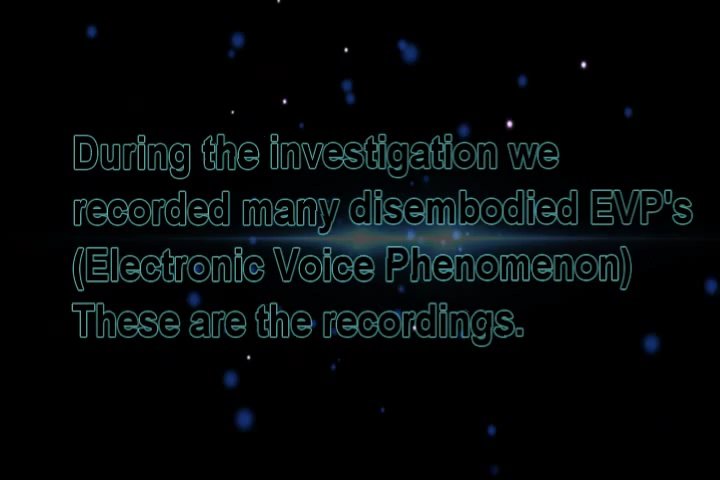 During the investigation we
recorded many disembodied EVP's
(Electronic Voice Phenomenon)
These are the recordings.